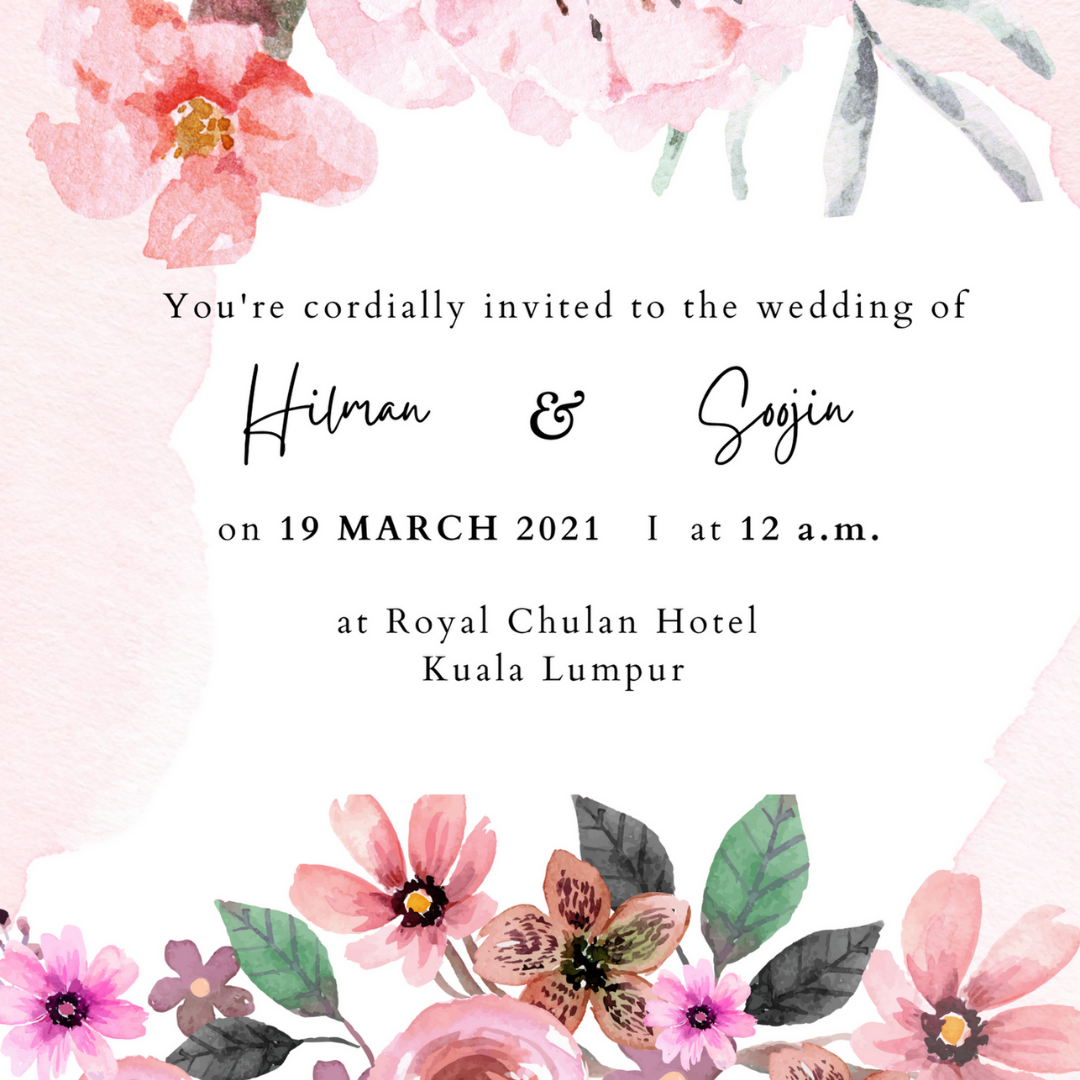 You're cordially invited to the wedding of
Hilman & Soojin
on 19 MARCH 2021 I at 12 a.m.
at Royal Chulan Hotel
Kuala Lumpur